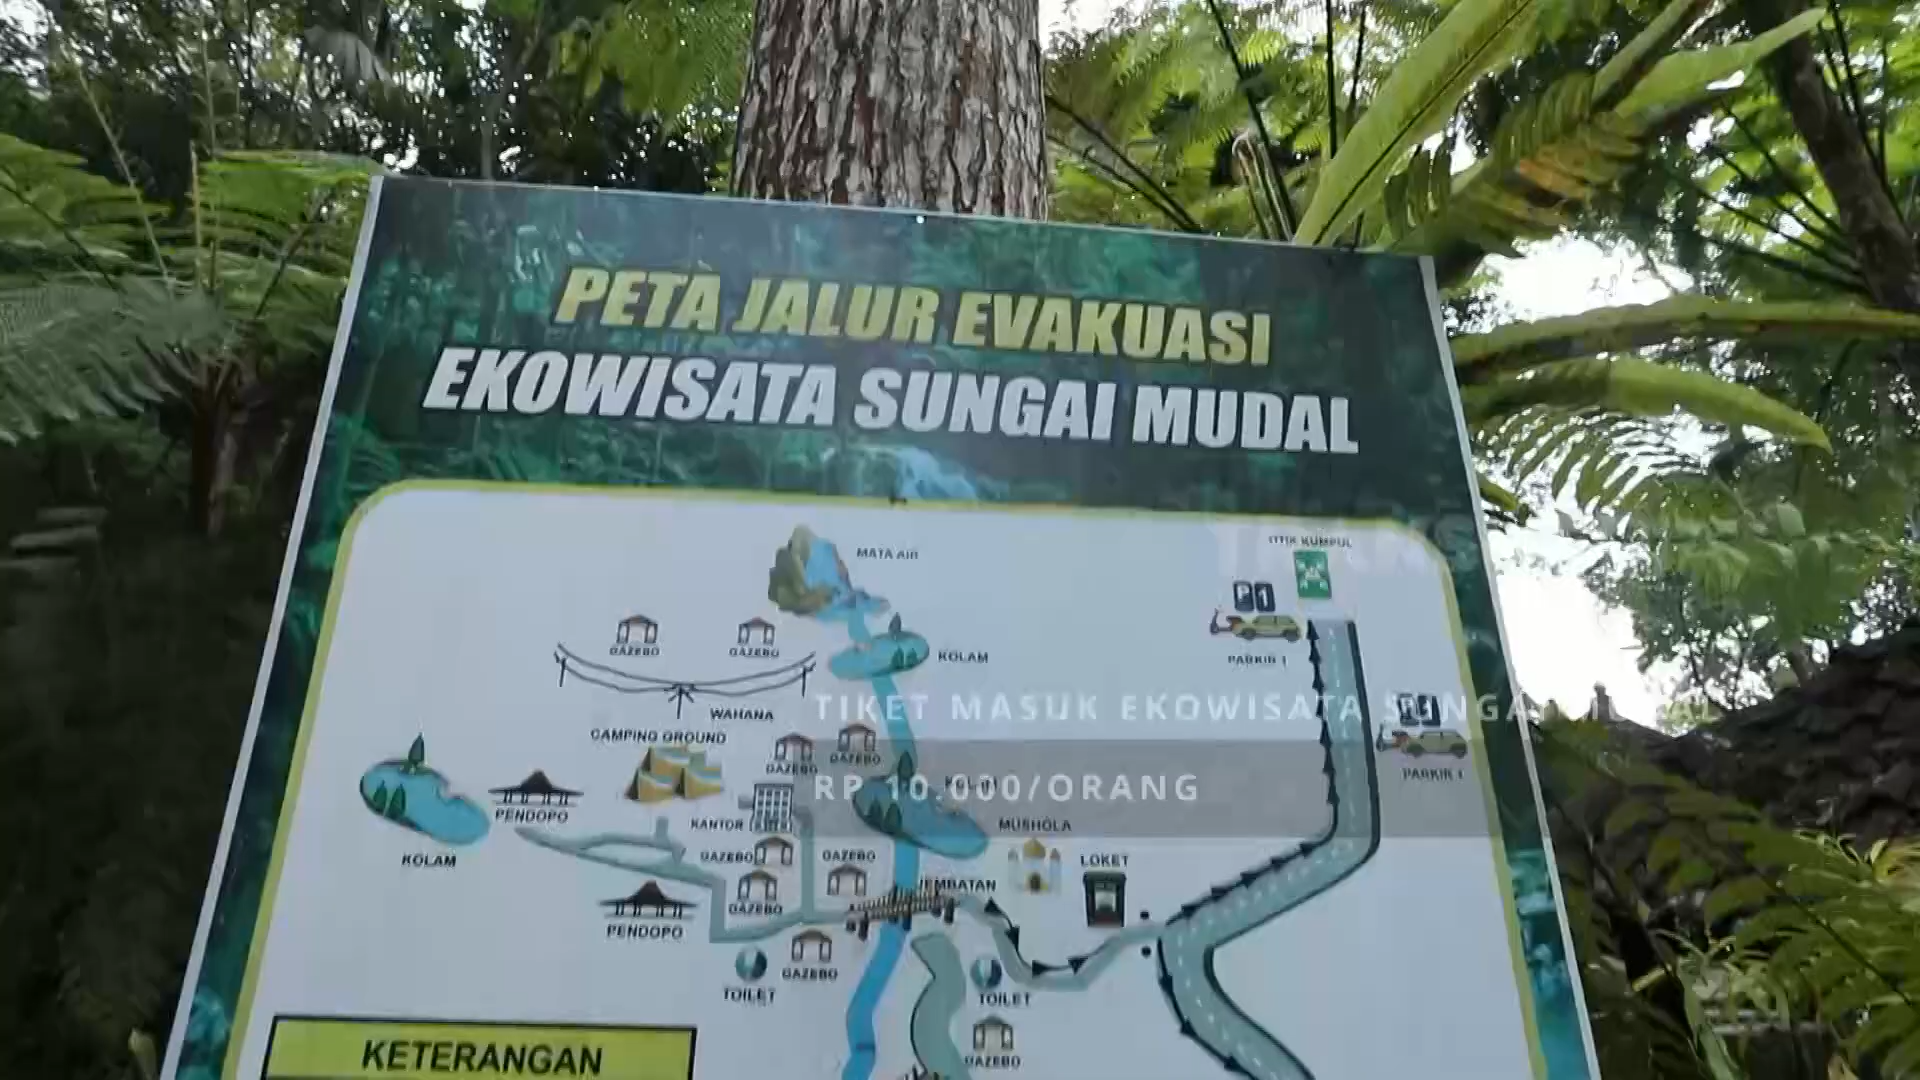 PETA JALUR EVAKUASI
EKOWISATA SUNGAI MUDAL
MATA AIR
TITIK KUMPUL
P 1
GAZEBO
GAZEBO
KOLAM
PARKIR 1
TIKET MASUK EKOWISATA SUNGAI MUDAL
WAHANA
CAMPING GROUND
GAZEBO
GAZEBO
PARKIR
RP 10.000/ORANG
PENDOPO
KANTOR
MUSHOLA
KOLAM
GAZEBO
GAZEBO
LOKET
JEMBATAN
GAZEBO
PENDOPO
GAZEBO
TOILET
TOILET
GAZEBO
KETERANGAN